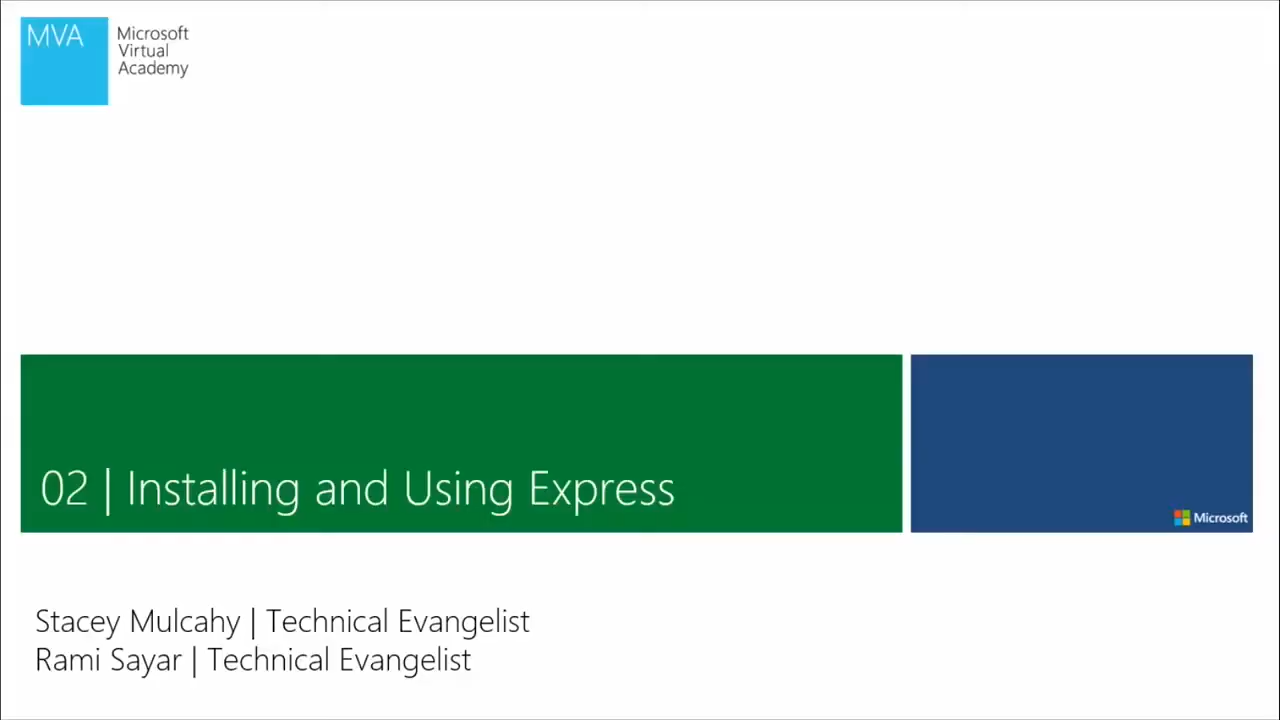 MVA
Microsoft
Virtual
Academy
02 | Installing and Using Express
Microsoft
Stacey Mulcahy | Technical Evangelist
Rami Sayar | Technical Evangelist